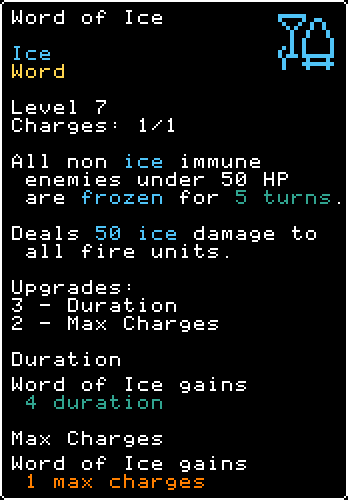 Word of Ice
Ice
Word
Level 7
Charges: 1/1
All non ice immune
enemies under 50 HP
are frozen for 5 turns.
Deals 50 ice damage to
all fire units.
Upgrades:
3 - Duration
2 - Max Charges
Duration
Word of Ice gains
4 duration
Max Charges
Word of Ice gains
1 max charges